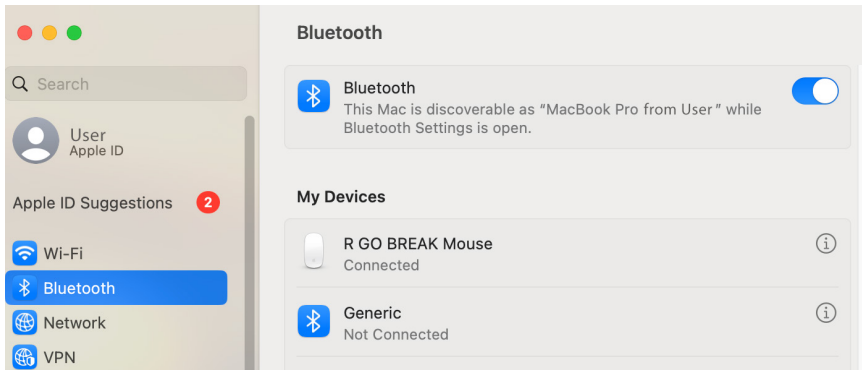 Bluetooth
Search
User
Apple ID
Apple ID Suggestions 2
Wi-Fi
Bluetooth
Network
VPN
Bluetooth
This Mac is discoverable as “MacBook Pro from User” while
Bluetooth Settings is open.
My Devices
R GO BREAK Mouse
Connected
Generic
Not Connected